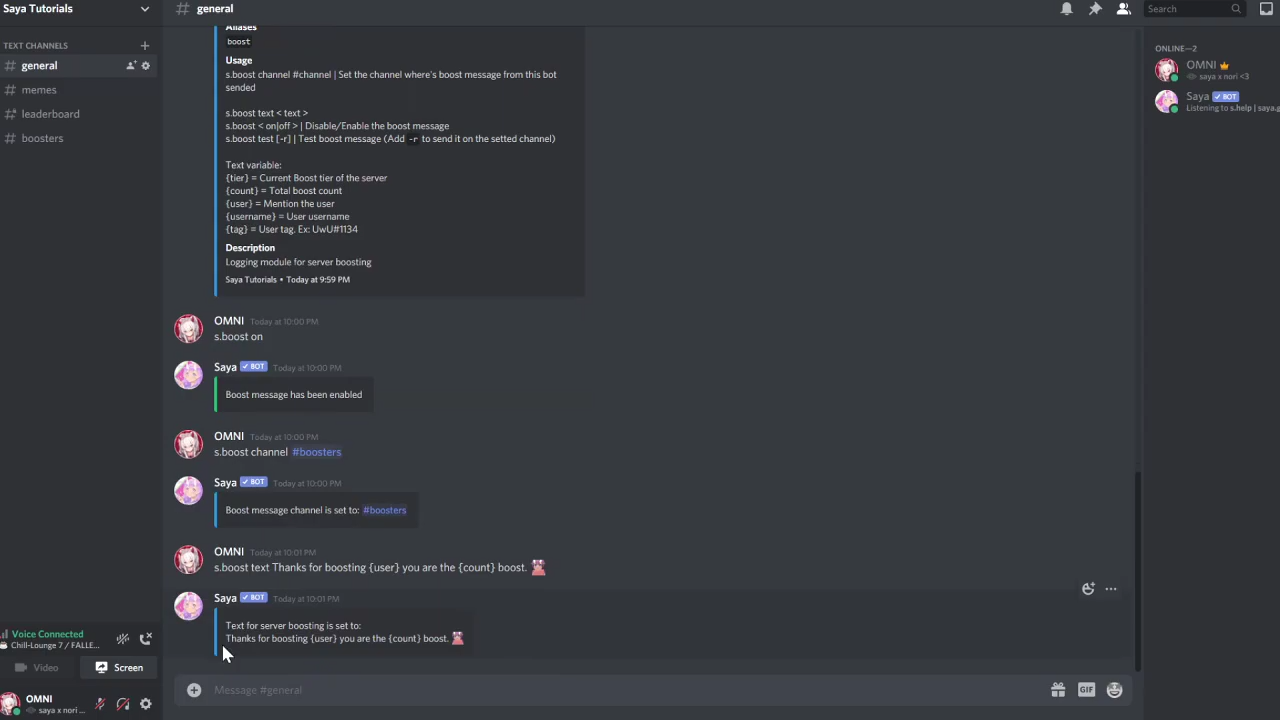 Saya Tutorials
general
Search
TEXT CHANNELS
general
memes
leaderboard
boosters
Aliases
boost
Usage
s.boost channel #channel | Set the channel where's boost message from this bot
sended
s.boost text < text >
s.boost < on|off > | Disable/Enable the boost message
s.boost test [-r] | Test boost message (Add -r to send it on the setted channel)
Text variable:
{tier} = Current Boost tier of the server
{count} = Total boost count
{user} = Mention the user
{username} = User username
{tag} = User tag. Ex: UwU#1134
Description
Logging module for server boosting
Saya Tutorials • Today at 9:59 PM
OMNI Today at 10:00 PM
s.boost on
Saya ✓ BOT Today at 10:00 PM
Boost message has been enabled
OMNI Today at 10:00 PM
s.boost channel #boosters
Saya ✓ BOT Today at 10:00 PM
Boost message channel is set to: #boosters
OMNI Today at 10:01 PM
s.boost text Thanks for boosting {user} you are the {count} boost.
Saya ✓ BOT Today at 10:01 PM
Text for server boosting is set to:
Thanks for boosting {user} you are the {count} boost.
Message #general
GIF
Voice Connected
Chill-Lounge 7 / FALLE...
Video
Screen
OMNI
saya x nori ...
ONLINE—2
OMNI
saya x nori <3
Saya ✓ BOT
Listening to s.help | saya.g